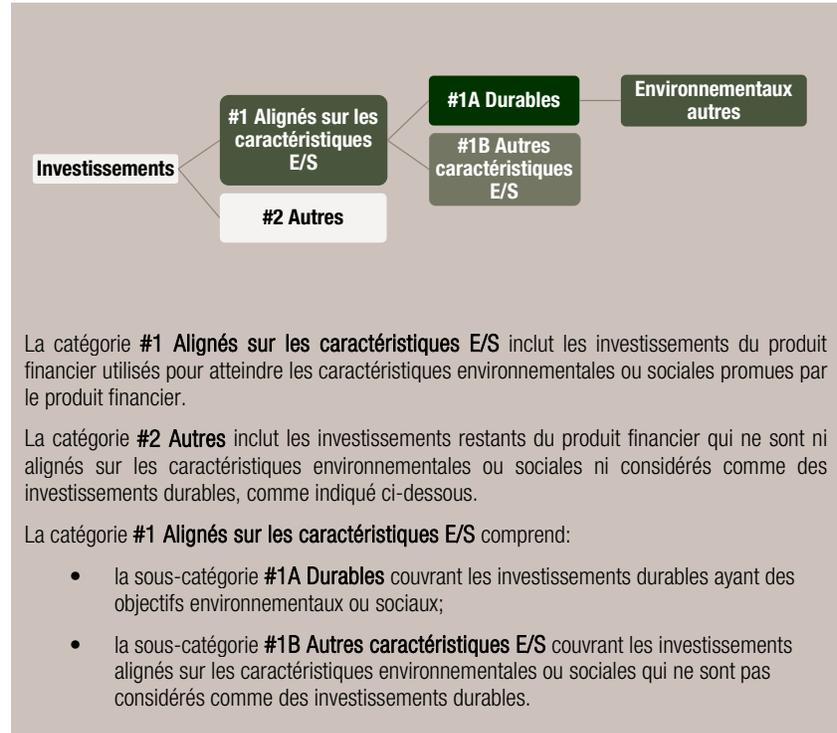 Investissements
#1 Alignés sur les
caractéristiques
E/S
#2 Autres
#1A Durables
#1B Autres
caractéristiques
E/S
Environnementaux
autres
La catégorie #1 Alignés sur les caractéristiques E/S inclut les investissements du produit
financier utilisés pour atteindre les caractéristiques environnementales ou sociales promues par
le produit financier.
La catégorie #2 Autres inclut les investissements restants du produit financier qui ne sont ni
alignés sur les caractéristiques environnementales ou sociales ni considérés comme des
investissements durables, comme indiqué ci-dessous.
La catégorie #1 Alignés sur les caractéristiques E/S comprend:
• la sous-catégorie #1A Durables couvrant les investissements durables ayant des
objectifs environnementaux ou sociaux;
• la sous-catégorie #1B Autres caractéristiques E/S couvrant les investissements
alignés sur les caractéristiques environnementales ou sociales qui ne sont pas
considérés comme des investissements durables.